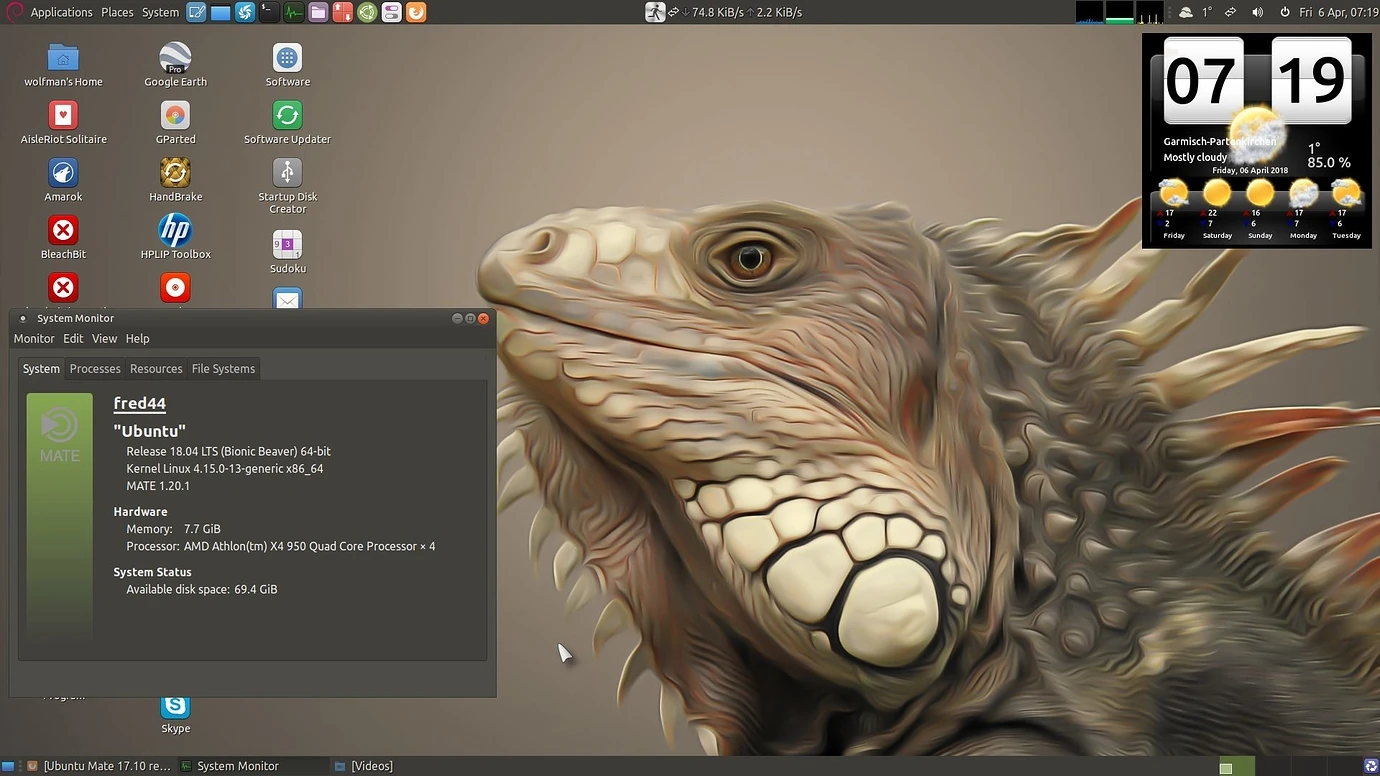 Applications Places System
74.8 KiB/s 2.2 KiB/s
1° Fri 6 Apr, 07:19
wolfman's Home
Google Earth
Pro
Software
AisleRiot Solitaire
GParted
Software Updater
Amarok
HandBrake
Startup Disk
Creator
BleachBit
hp
HPLIP Toolbox
9 3 1
Sudoku
07 19
Garmisch-Partenkirchen
Mostly cloudy
1°
85.0 %
Friday, 06 April 2018
17 22 16 17 17
2 7 6 7 6
Friday Saturday Sunday Monday Tuesday
System Monitor
Monitor Edit View Help
System Processes Resources File Systems
MATE
fred44
"Ubuntu"
Release 18.04 LTS (Bionic Beaver) 64-bit
Kernel Linux 4.15.0-13-generic x86_64
MATE 1.20.1
Hardware
Memory: 7.7 GiB
Processor: AMD Athlon(tm) X4 950 Quad Core Processor × 4
System Status
Available disk space: 69.4 GiB
Skype
[Ubuntu Mate 17.10 re... System Monitor [Videos]